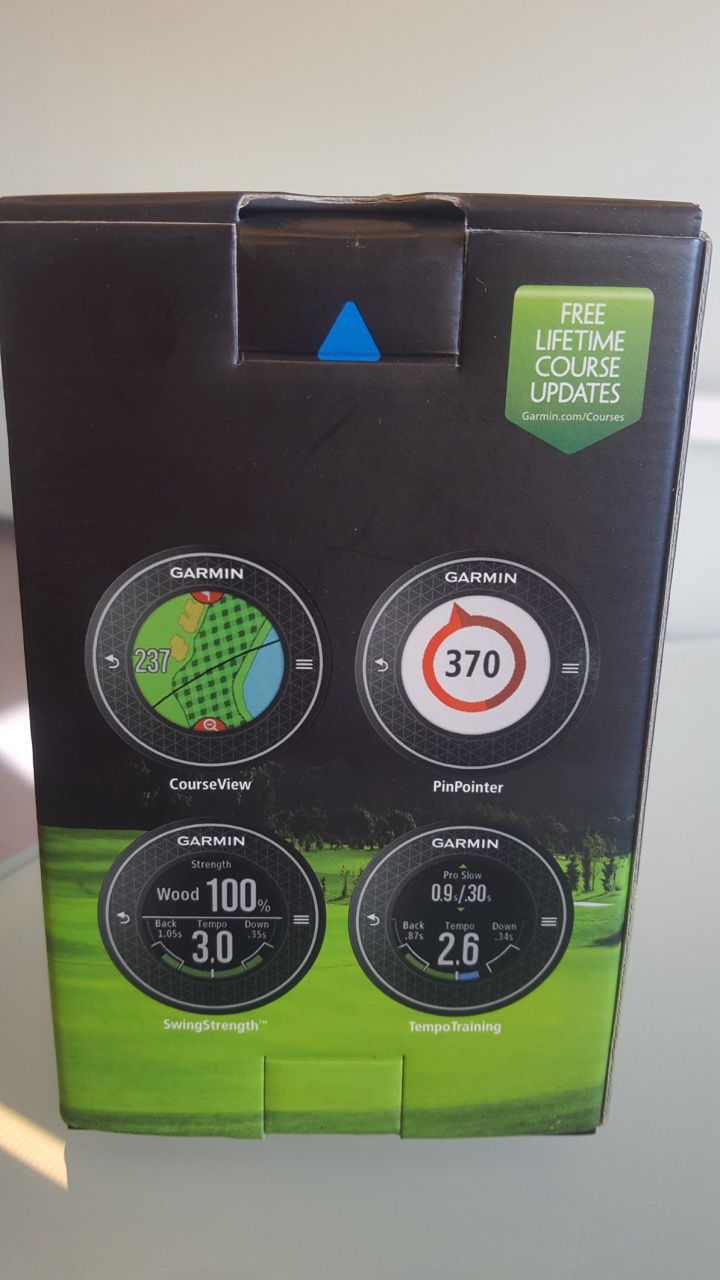 FREE
LIFETIME
COURSE
UPDATES
Garmin.com/Courses
GARMIN
237
CourseView
GARMIN
370
PinPointer
GARMIN
Strength
Wood 100%
Back Tempo Down
1.05s 3.0 .35s
SwingStrength™
GARMIN
Pro Slow
0.9s/.30s
Back Tempo Down
.87s 2.6 .34s
TempoTraining